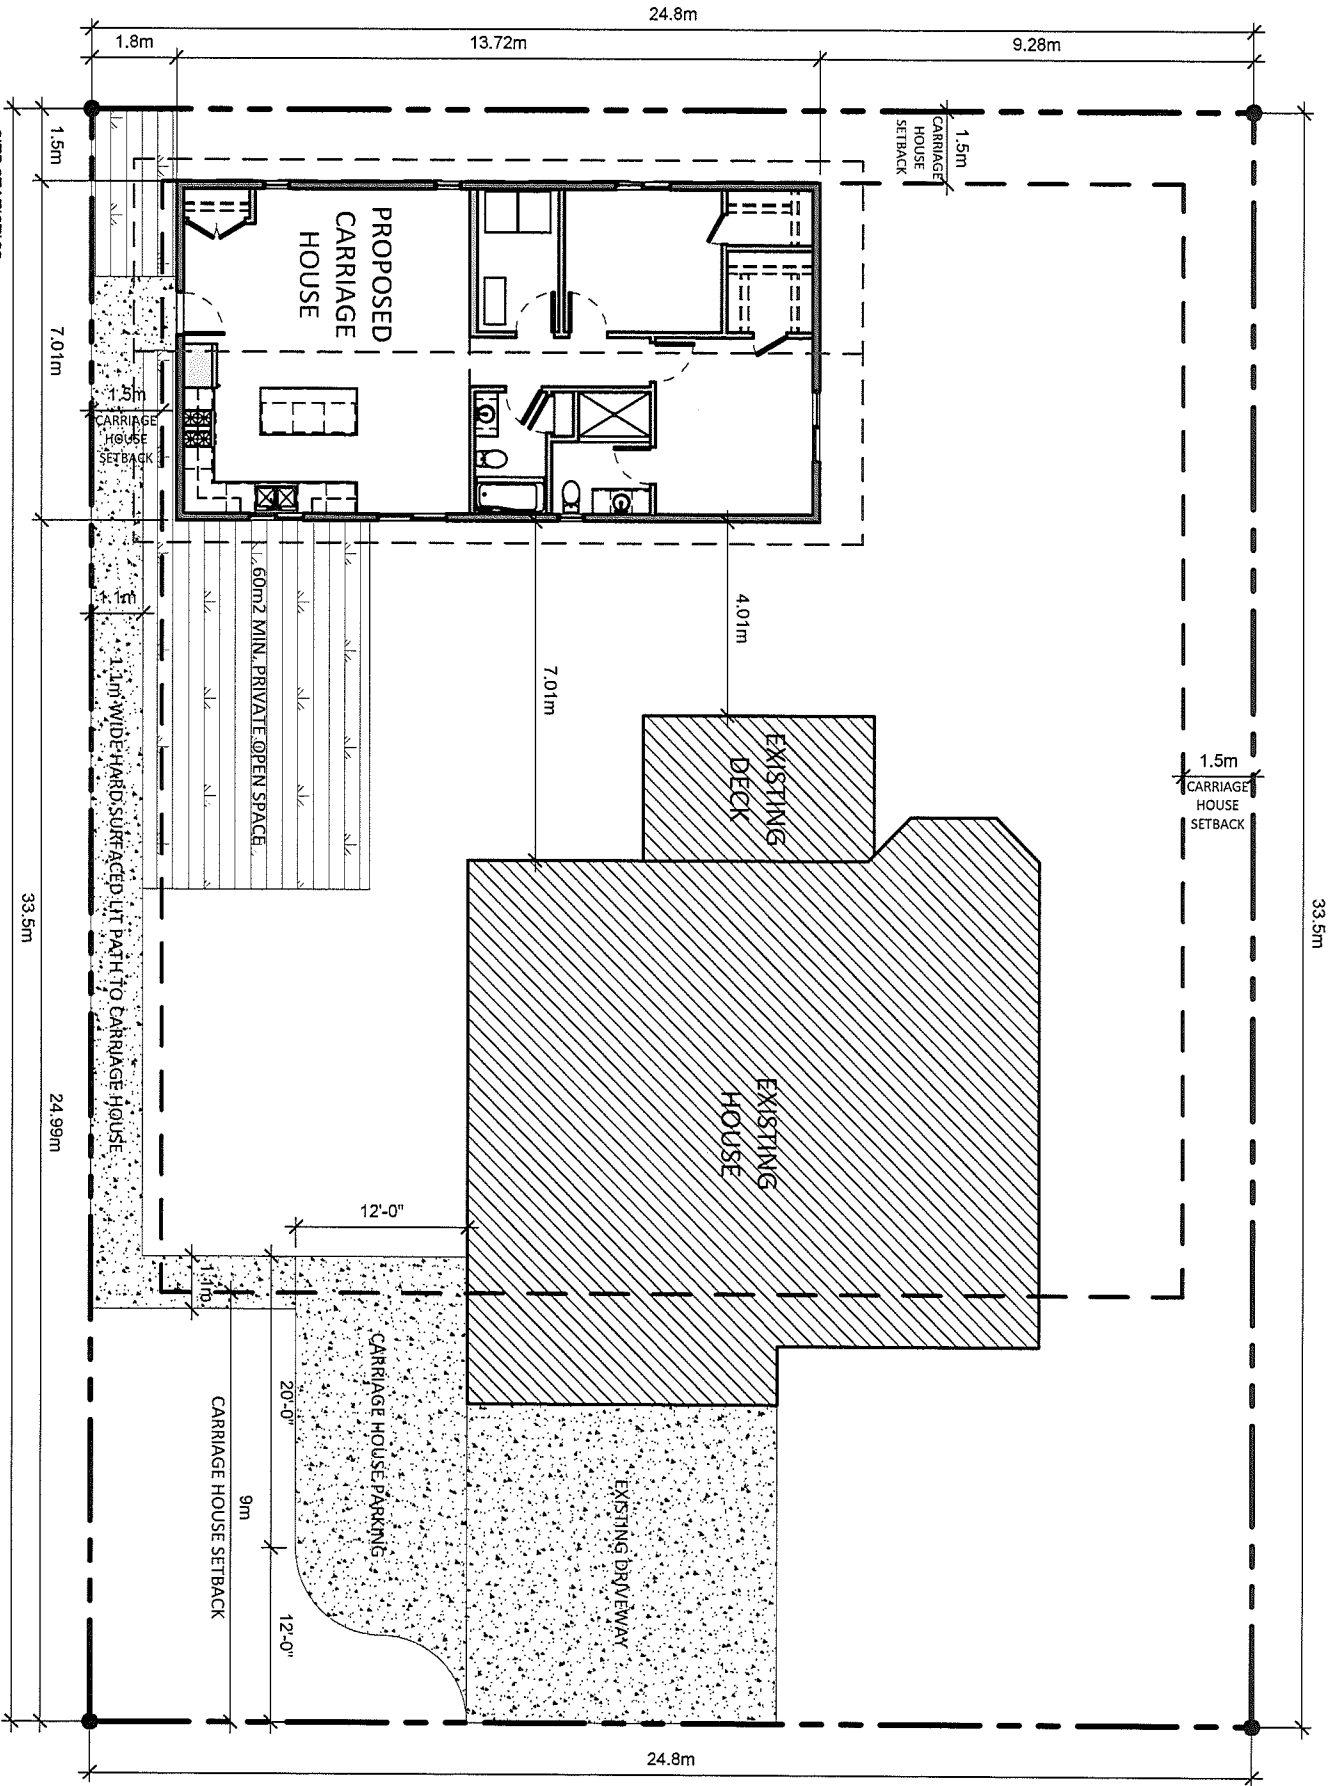 24.8m
1.8m
13.72m
9.28m
1.5m
CARRIAGE
HOUSE
SETBACK
1.5m
PROPOSED
CARRIAGE
HOUSE
7.01m
1.5m
CARRIAGE
HOUSE
SETBACK
1.1m
60m2 MIN. PRIVATE OPEN SPACE
4.01m
7.01m
EXISTING
DECK
1.5m
CARRIAGE
HOUSE
SETBACK
1.1m WIDE HARD SURFACED LIT PATH TO CARRIAGE HOUSE
33.5m
33.5m
24.99m
EXISTING
HOUSE
12'-0"
1.1m
CARRIAGE HOUSE PARKING
20'-0"
9m
CARRIAGE HOUSE SETBACK
12'-0"
EXISTING DRIVEWAY
24.8m